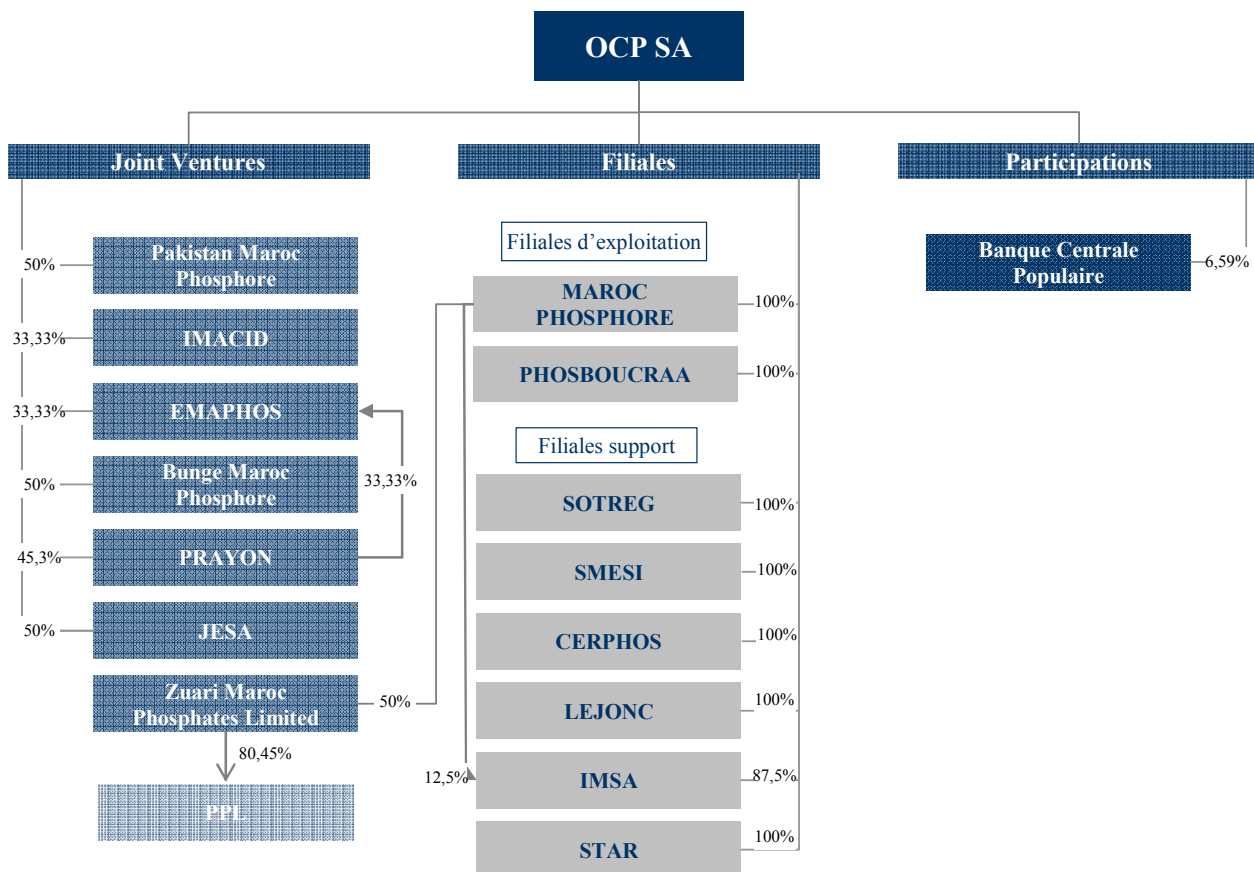 OCP SA
Joint Ventures
Filiales
Participations
Pakistan Maroc
Phosphore
50%
IMACID
33,33%
EMAPHOS
33,33%
Bunge Maroc
Phosphore
50%
33,33%
PRAYON
45,3%
JESA
50%
Zuari Maroc
Phosphates Limited
50%
80,45%
PPL
Filiales d’exploitation
MAROC
PHOSPHORE
100%
PHOSBOUCRAA
100%
Filiales support
SOTREG
100%
SMESI
100%
CERPHOS
100%
LEJONC
100%
12,5%
IMSA
87,5%
STAR
100%
Banque Centrale
Populaire
6,59%